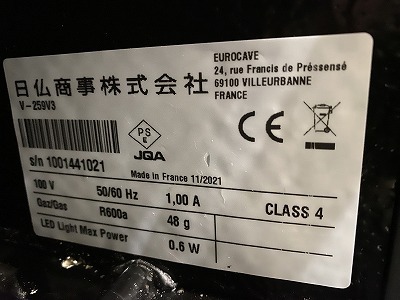 日仏商事株式会社
V-259V3
EUROCAVE
24, rue Francis de Préssensé
69100 VILLEURBANNE
FRANCE
PS
E
JQA
CE
s/n 1001441021
Made in France 11/2021
100 V 50/60 Hz 1,00 A
Gaz/Gas R600a 48 g CLASS 4
LED Light Max Power 0.6 W